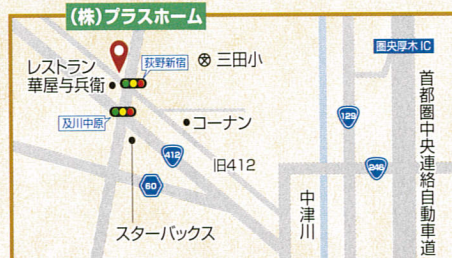 (株)プラスホーム
圏央厚木IC
荻野新宿
文 三田小
レストラン
華屋与兵衛
及川中原
コーナン
129
412
旧412
246
60
スターバックス
中津川
首都圏中央連絡自動車道